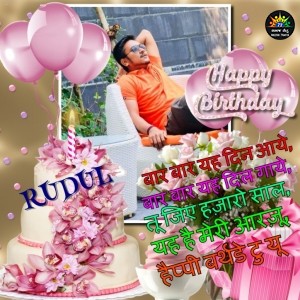 Happy
Birthday
RUDUL
बार बार यह दिन आये,
बार बार यह दिल गाये,
तू जिए हजारो साल,
यह है मेरी आरजू,
हैप्पी बर्थडे टु यू